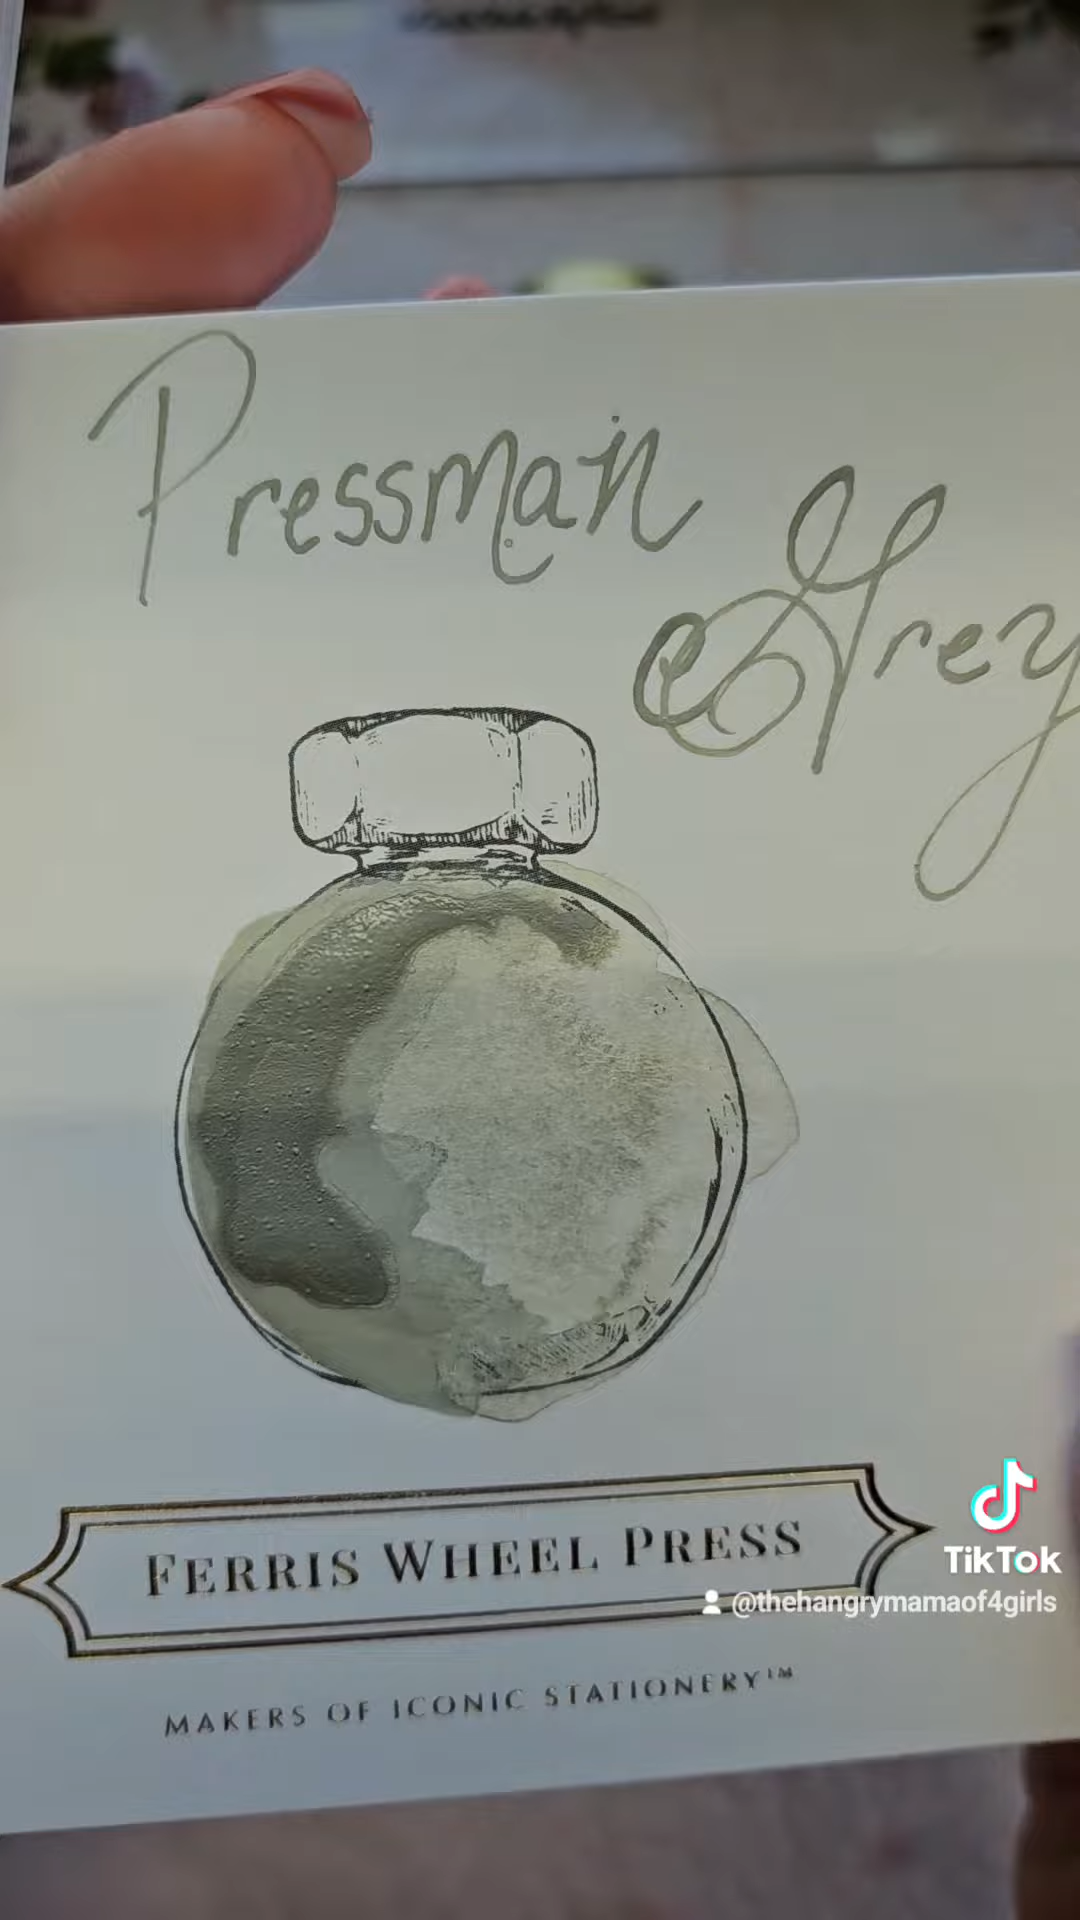 Pressman
Grey
FERRIS WHEEL PRESS
MAKERS OF ICONIC STATIONERY™
TikTok
@thehangrymamaof4girls